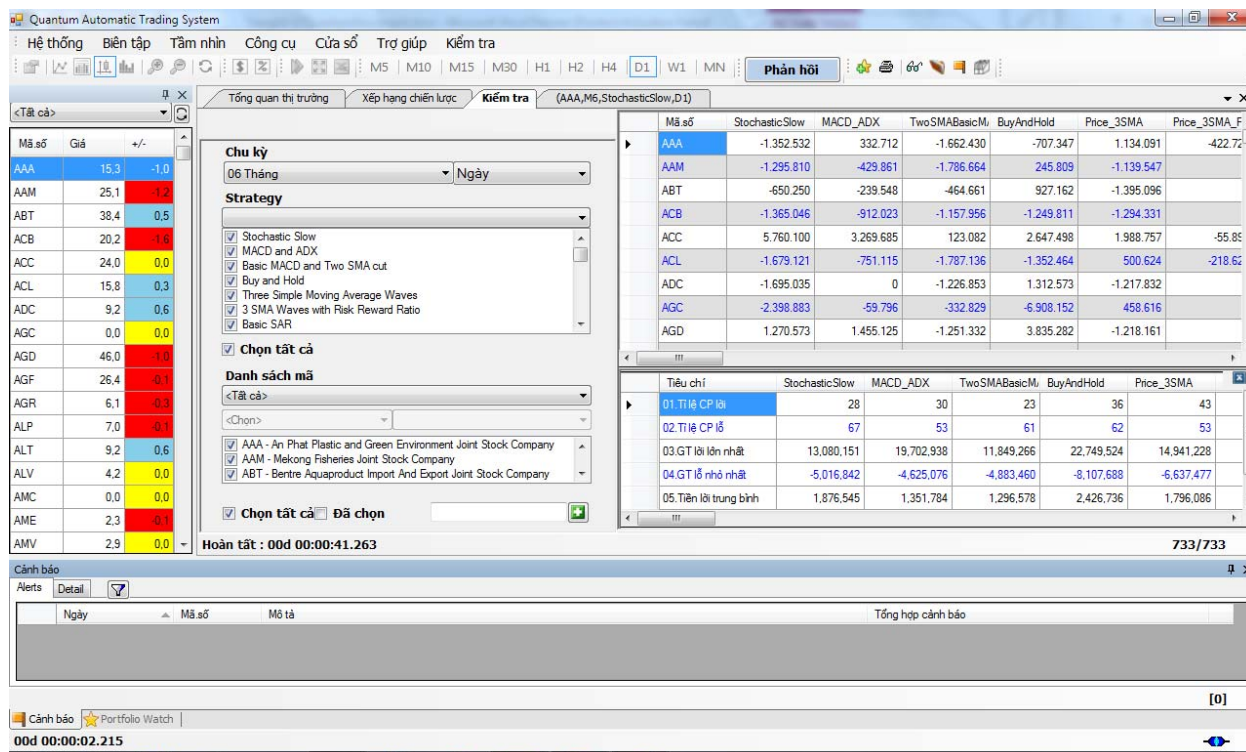 Quantum Automatic Trading System
Hệ thống Biên tập Tầm nhìn Công cụ Cửa sổ Trợ giúp Kiểm tra
M5 | M10 | M15 | M30 | H1 | H2 | H4 | D1 | W1 | MN Phản hồi
<Tất cả>
Mã.số Giá +/-
AAA 15,3 -1,0
AAM 25,1 -1,2
ABT 38,4 0,5
ACB 20,2 -1,6
ACC 24,0 0,0
ACL 15,8 0,3
ADC 9,2 0,6
AGC 0,0 0,0
AGD 46,0 -1,0
AGF 26,4 -0,1
AGR 6,1 -0,3
ALP 7,0 -0,1
ALT 9,2 0,6
ALV 4,2 0,0
AMC 0,0 0,0
AME 2,3 -0,1
AMV 2,9 0,0
Tổng quan thị trường Xếp hạng chiến lược Kiểm tra (AAA,M6,StochasticSlow,D1)
Chu kỳ
06 Tháng Ngày
Strategy
Stochastic Slow
MACD and ADX
Basic MACD and Two SMA cut
Buy and Hold
Three Simple Moving Average Waves
3 SMA Waves with Risk Reward Ratio
Basic SAR
Chọn tất cả
Danh sách mã
<Tất cả>
<Chọn>
AAA - An Phat Plastic and Green Environment Joint Stock Company
AAM - Mekong Fisheries Joint Stock Company
ABT - Bentre Aquaproduct Import And Export Joint Stock Company
Chọn tất cả Đã chọn
Mã.số StochasticSlow MACD_ADX TwoSMABasicM BuyAndHold Price_3SMA Price_3SMA_F
AAA -1.352.532 332.712 -1.662.430 -707.347 1.134.091 -422.72
AAM -1.295.810 -429.861 -1.786.664 245.809 -1.139.547
ABT -650.250 -239.548 -464.661 927.162 -1.395.096
ACB -1.365.046 -912.023 -1.157.956 -1.249.811 -1.294.331
ACC 5.760.100 3.269.685 123.082 2.647.498 1.988.757 -55.89
ACL -1.679.121 -751.115 -1.787.136 -1.352.464 500.624 -218.62
ADC -1.695.035 0 -1.226.853 1.312.573 -1.217.832
AGC -2.398.883 -59.796 -332.829 -6.908.152 458.616
AGD 1.270.573 1.455.125 -1.251.332 3.835.282 -1.218.161
Tiêu chí StochasticSlow MACD_ADX TwoSMABasicM BuyAndHold Price_3SMA
01.Tỉ lệ CP lời 28 30 23 36 43
02.Tỉ lệ CP lỗ 67 53 61 62 53
03.GT lời lớn nhất 13,080,151 19,702,938 11,849,266 22,749,524 14,941,228
04.GT lỗ nhỏ nhất -5,016,842 -4,625,076 -4,883,460 -8,107,688 -6,637,477
05.Tiền lời trung bình 1,876,545 1,351,784 1,296,578 2,426,736 1,796,086
Hoàn tất : 00d 00:00:41.263 733/733
Cảnh báo
Alerts Detail
Ngày Mã.số Mô tả Tổng hợp cảnh báo
[0]
Cảnh báo Portfolio Watch
00d 00:00:02.215